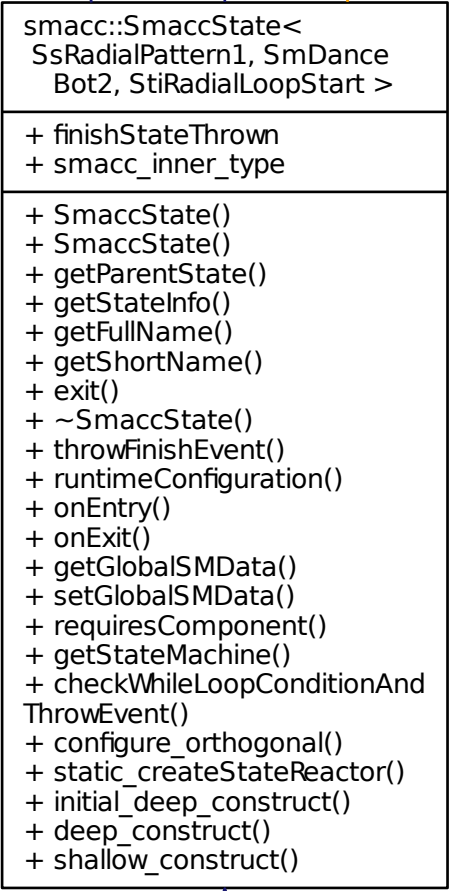 smacc::SmaccState<
SsRadialPattern1, SmDance
Bot2, StiRadialLoopStart >
+ finishStateThrown
+ smacc_inner_type
+ SmaccState()
+ SmaccState()
+ getParentState()
+ getStateInfo()
+ getFullName()
+ getShortName()
+ exit()
+ ~SmaccState()
+ throwFinishEvent()
+ runtimeConfiguration()
+ onEntry()
+ onExit()
+ getGlobalSMData()
+ setGlobalSMData()
+ requiresComponent()
+ getStateMachine()
+ checkWhileLoopConditionAnd
ThrowEvent()
+ configure_orthogonal()
+ static_createStateReactor()
+ initial_deep_construct()
+ deep_construct()
+ shallow_construct()